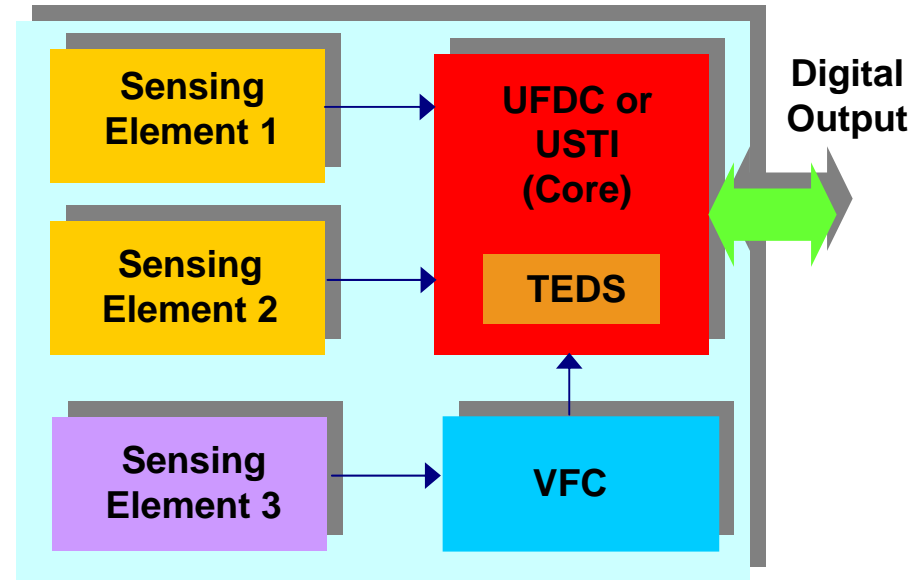 Sensing
Element 1
UFDC or
USTI
(Core)
Digital
Output
Sensing
Element 2
TEDS
Sensing
Element 3
VFC